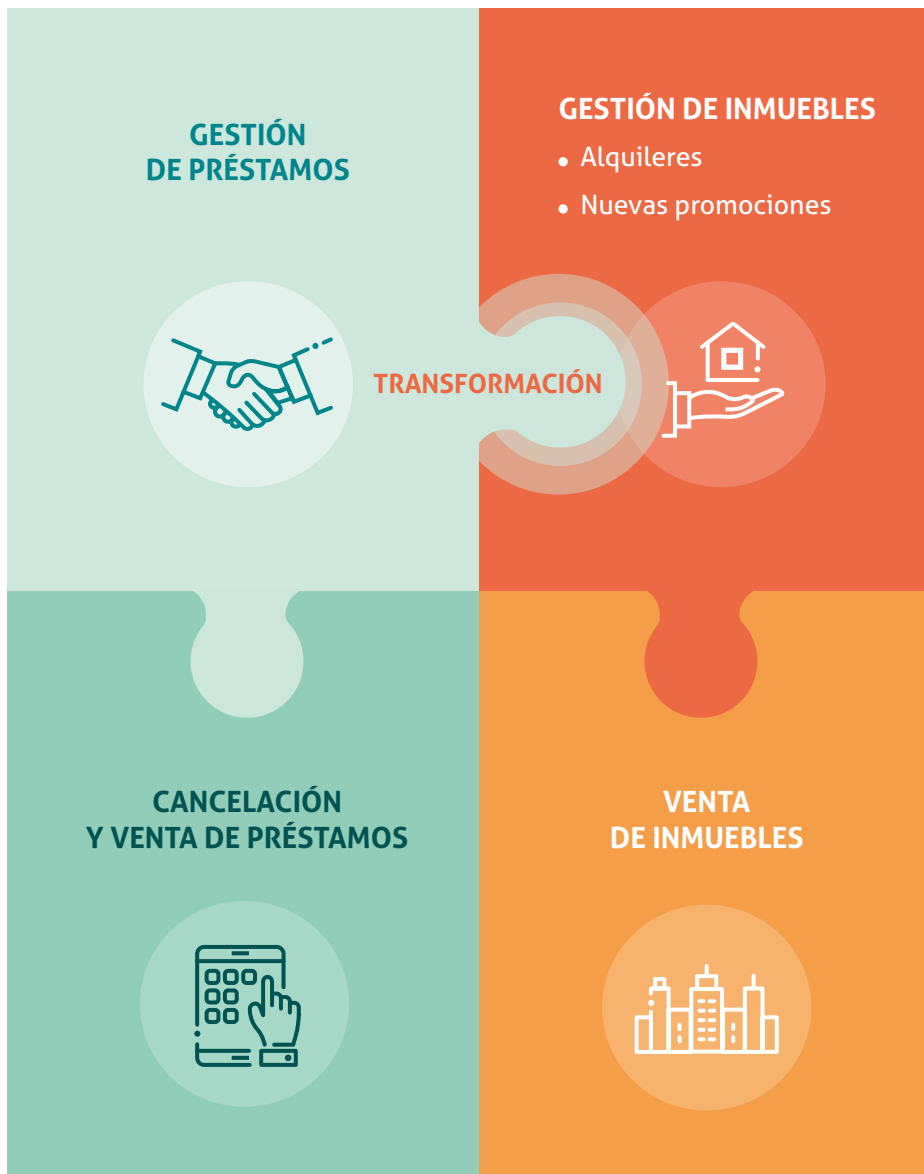 GESTIÓN
DE PRÉSTAMOS
GESTIÓN DE INMUEBLES
• Alquileres
• Nuevas promociones
TRANSFORMACIÓN
CANCELACIÓN
Y VENTA DE PRÉSTAMOS
VENTA
DE INMUEBLES